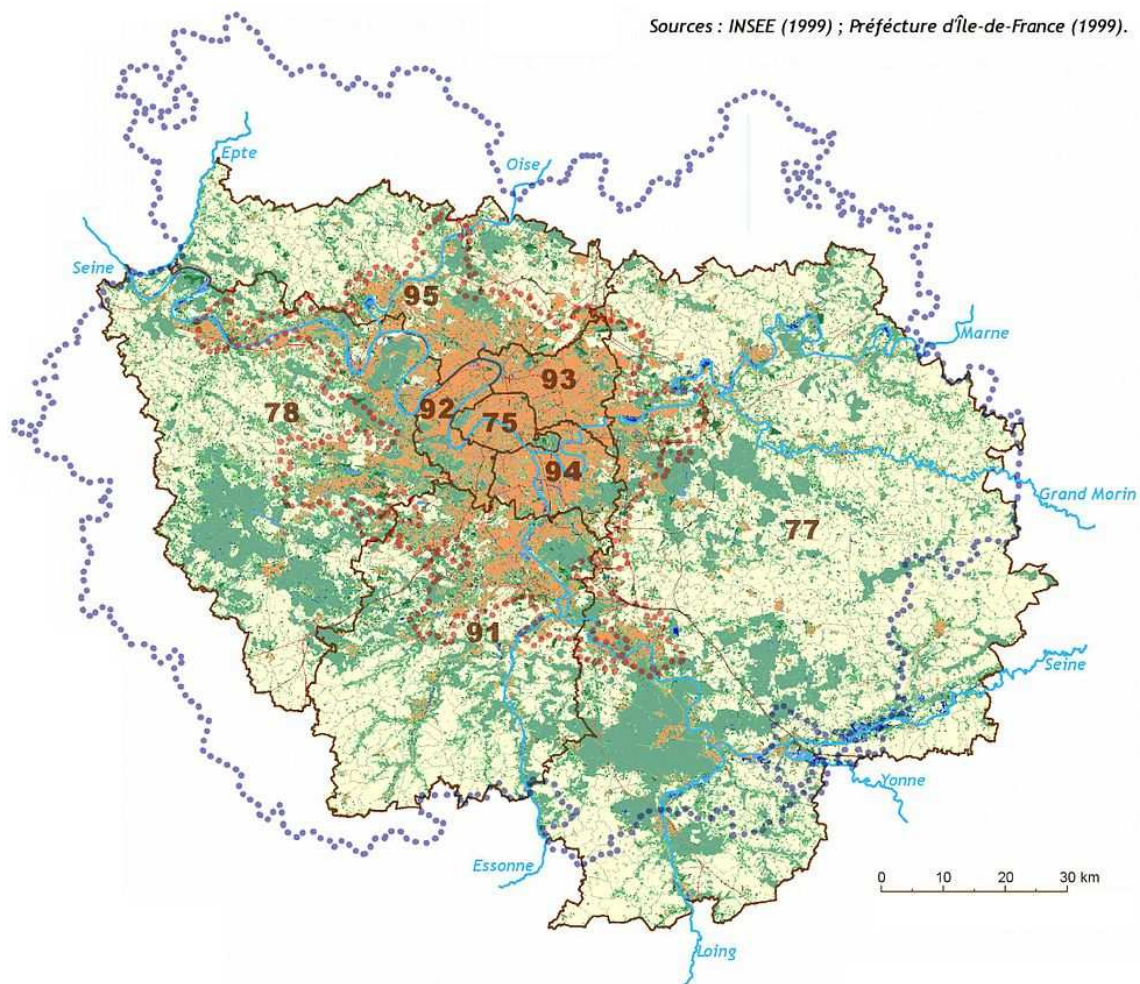 Sources : INSEE (1999) ; Préfécture d'Île-de-France (1999).
Epte
Oise
Seine
95
Marne
93
92
75
78
94
Grand Morin
77
91
Seine
Yonne
Essonne
0 10 20 30 km
Loing